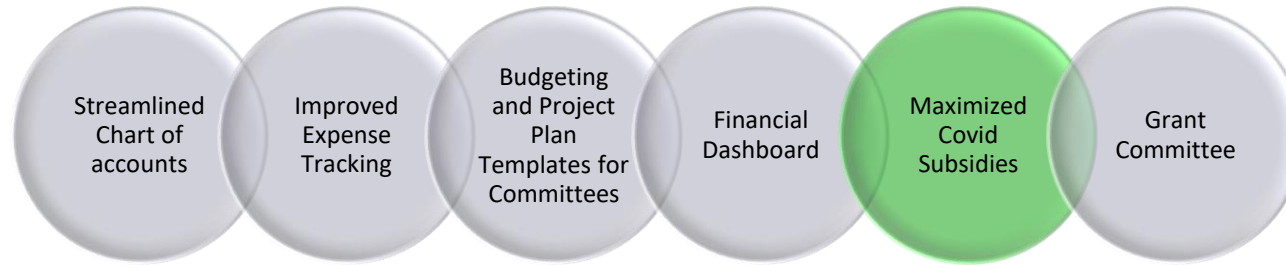 Streamlined
Chart of
accounts
Improved
Expense
Tracking
Budgeting
and Project
Plan
Templates for
Committees
Financial
Dashboard
Maximized
Covid
Subsidies
Grant
Committee